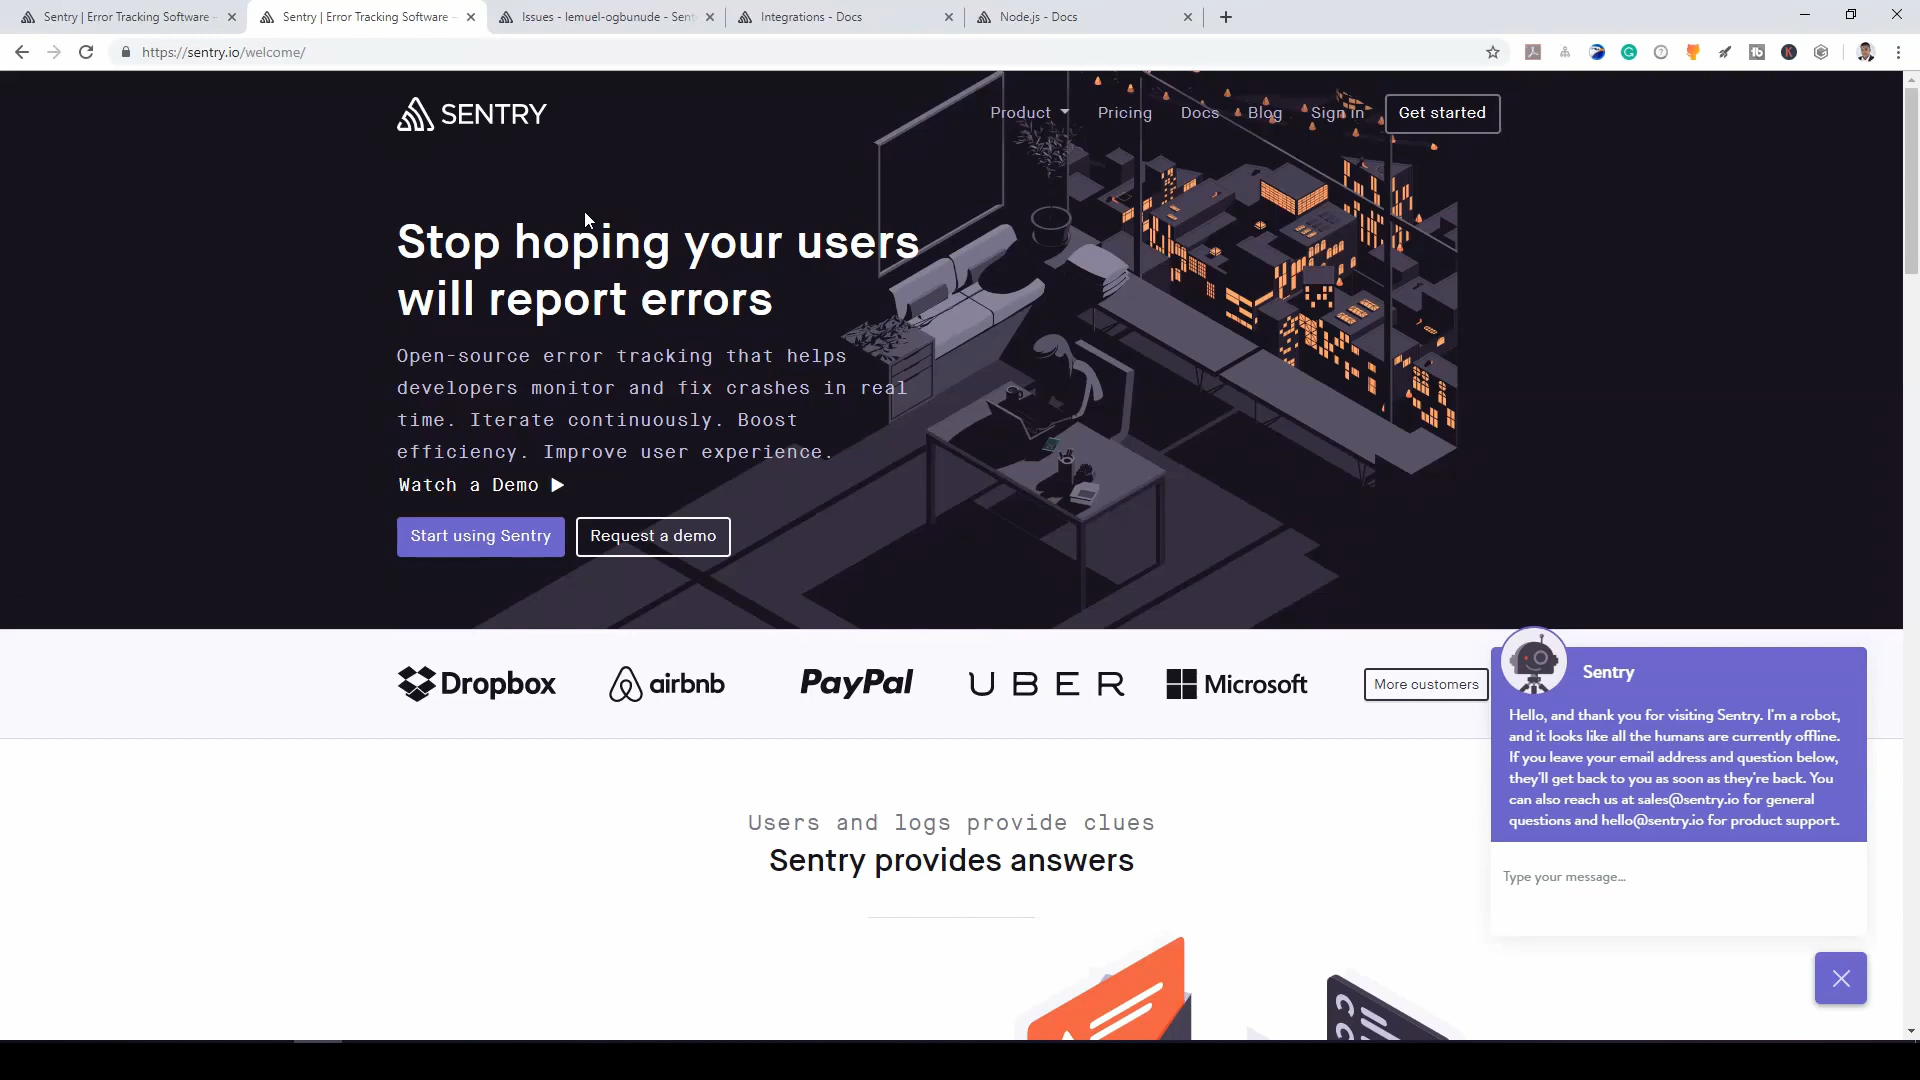 Sentry | Error Tracking Software -
Sentry | Error Tracking Software -
Issues - lemuel-ogbunude - Sent
Integrations - Docs
Node.js - Docs
https://sentry.io/welcome/
SENTRY
Product
Pricing
Docs
Blog
Sign In
Get started
Stop hoping your users
will report errors
Open-source error tracking that helps
developers monitor and fix crashes in real
time. Iterate continuously. Boost
efficiency. Improve user experience.
Watch a Demo
Start using Sentry
Request a demo
Dropbox
airbnb
PayPal
UBER
Microsoft
More customers
Users and logs provide clues
Sentry provides answers
Sentry
Hello, and thank you for visiting Sentry. I'm a robot,
and it looks like all the humans are currently offline.
If you leave your email address and question below,
they'll get back to you as soon as they're back. You
can also reach us at sales@sentry.io for general
questions and hello@sentry.io for product support.
Type your message...